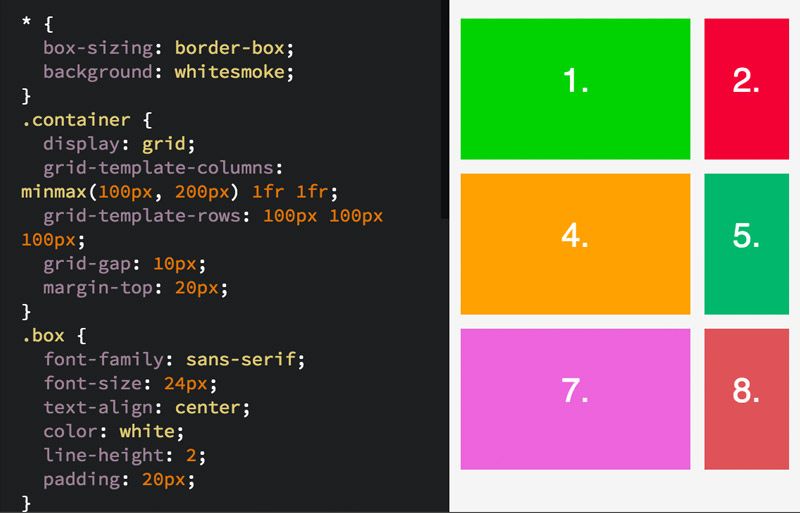 * {
box-sizing: border-box;
background: whitesmoke;
}
.container {
display: grid;
grid-template-columns:
minmax(100px, 200px) 1fr 1fr;
grid-template-rows: 100px 100px
100px;
grid-gap: 10px;
margin-top: 20px;
}
.box {
font-family: sans-serif;
font-size: 24px;
text-align: center;
color: white;
line-height: 2;
padding: 20px;
}
1. 2.
4. 5.
7. 8.